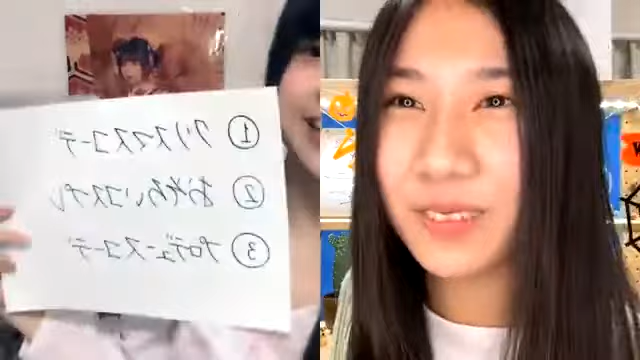 ① クリスマスコーデ
② おそろいコスプレ
③ プロデュースコーデ